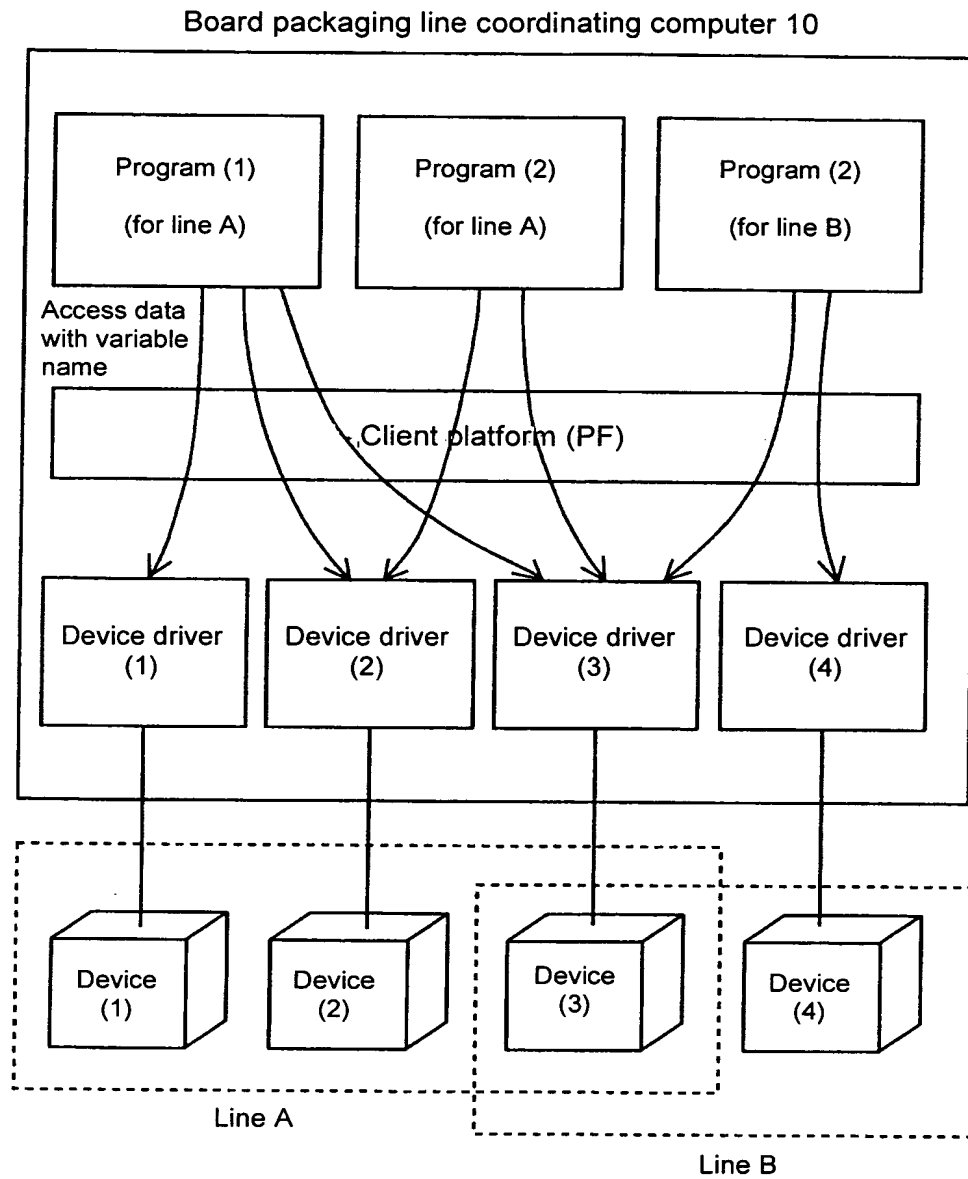 Board packaging line coordinating computer 10
Program (1)
(for line A)
Program (2)
(for line A)
Program (2)
(for line B)
Access data
with variable
name
Client platform (PF)
Device driver
(1)
Device driver
(2)
Device driver
(3)
Device driver
(4)
Device
(1)
Device
(2)
Device
(3)
Device
(4)
Line A
Line B